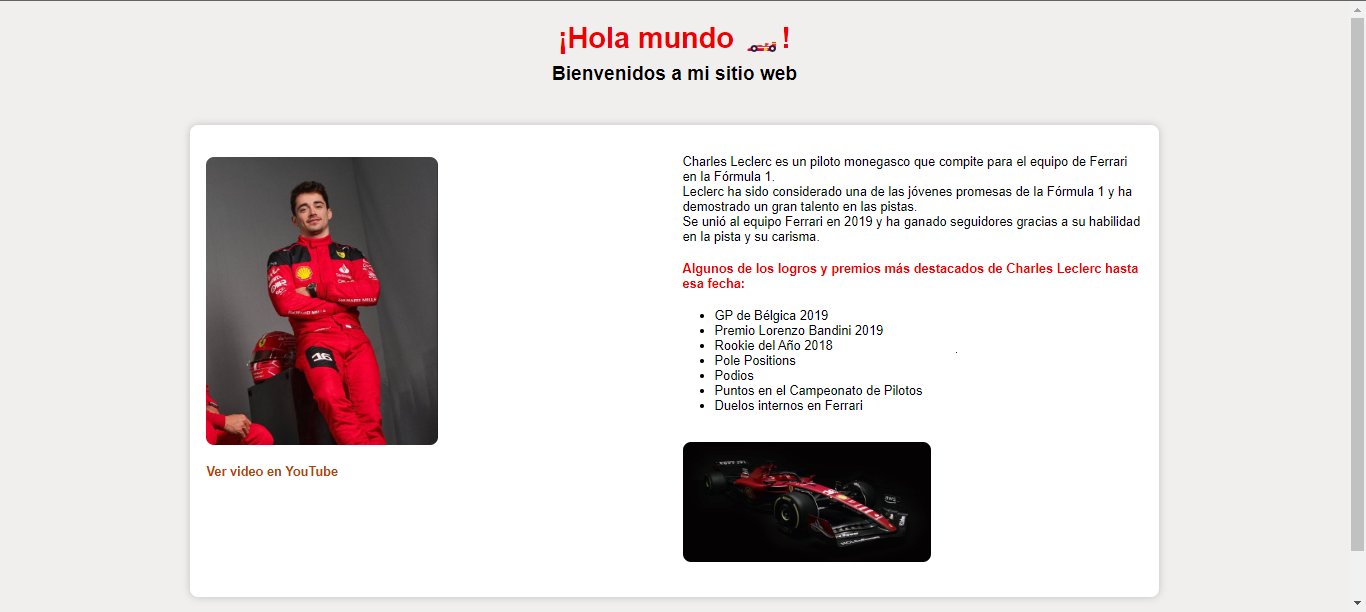 ¡Hola mundo 🏎️!
Bienvenidos a mi sitio web
Charles Leclerc es un piloto monegasco que compite para el equipo de Ferrari
en la Fórmula 1.
Leclerc ha sido considerado una de las jóvenes promesas de la Fórmula 1 y ha
demostrado un gran talento en las pistas.
Se unió al equipo Ferrari en 2019 y ha ganado seguidores gracias a su habilidad
en la pista y su carisma.
Algunos de los logros y premios más destacados de Charles Leclerc hasta
esa fecha:
• GP de Bélgica 2019
• Premio Lorenzo Bandini 2019
• Rookie del Año 2018
• Pole Positions
• Podios
• Puntos en el Campeonato de Pilotos
• Duelos internos en Ferrari
16
Ver video en YouTube